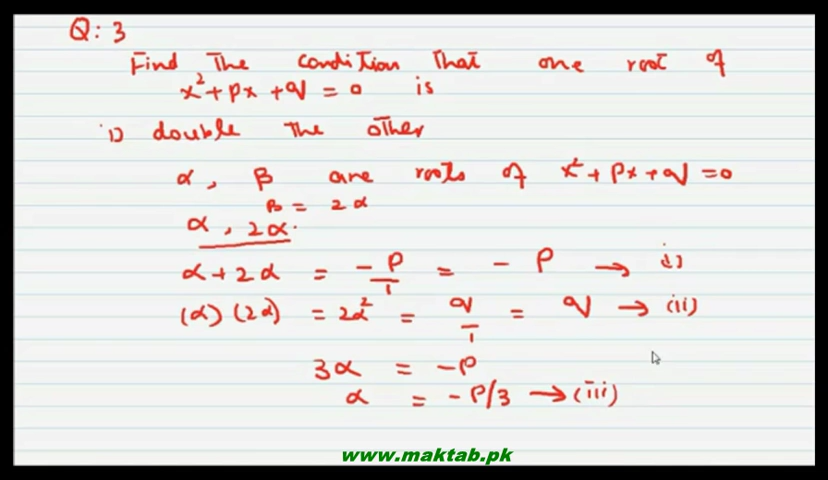 Q: 3
Find The condition That one root of
x² + px + q = 0 is
i) double the other
α, β are roots of x² + px + q = 0
β = 2α
α, 2α.
α + 2α = -p/1 = - p → i)
(α)(2α) = 2α² = q/1 = q → (ii)
3α = -p
α = -p/3 → (iii)
www.maktab.pk